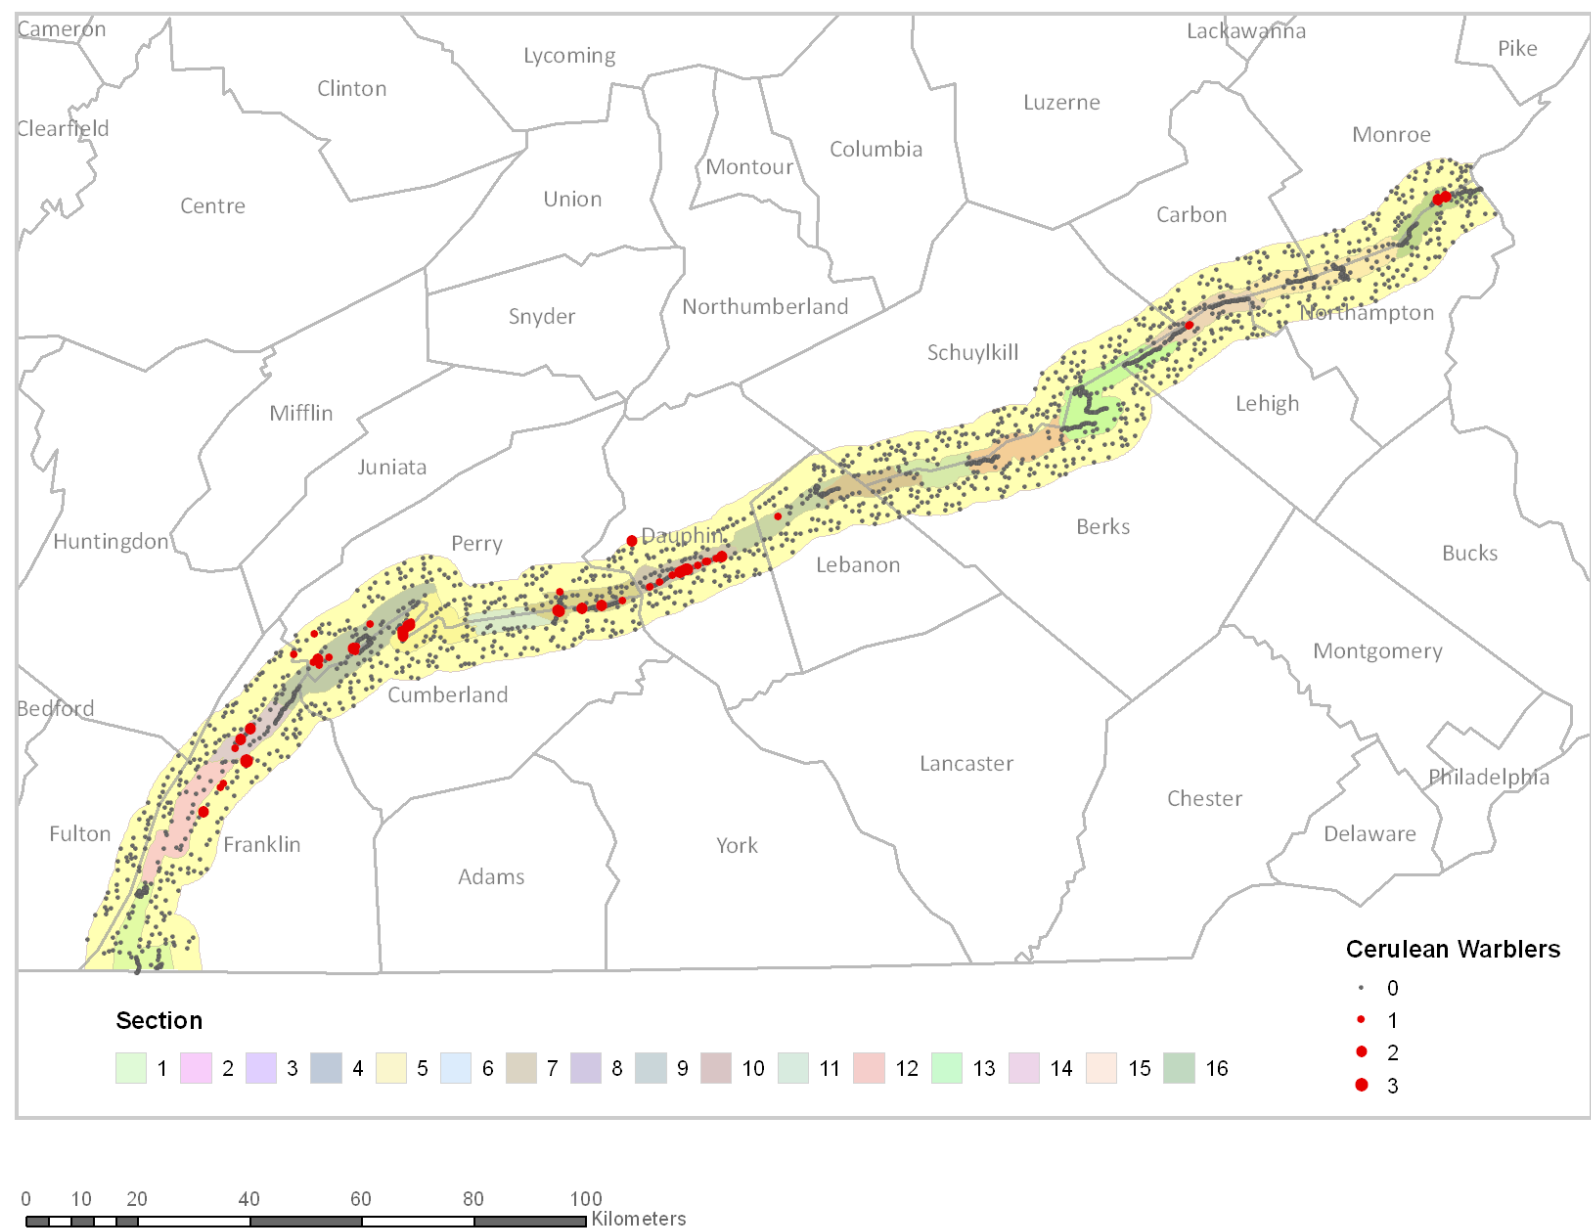 Cameron
Lycoming
Lackawanna
Pike
Clinton
Luzerne
Clearfield
Monroe
Columbia
Montour
Union
Centre
Carbon
Northumberland
Snyder
Northampton
Schuylkill
Mifflin
Lehigh
Juniata
Berks
Dauphin
Huntingdon
Perry
Bucks
Lebanon
Montgomery
Cumberland
Bedford
Lancaster
Philadelphia
Chester
Fulton
Franklin
York
Delaware
Adams
Cerulean Warblers
0
1
2
3
Section
1 2 3 4 5 6 7 8 9 10 11 12 13 14 15 16
0 10 20 40 60 80 100
Kilometers